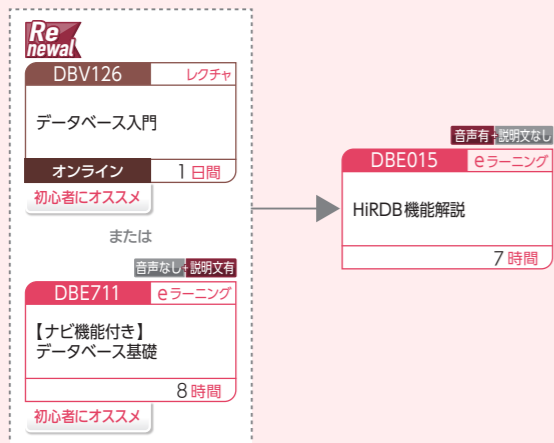 Re
newal
DBV126 レクチャ
データベース入門
オンライン 1日間
初心者にオススメ
または
音声なし+説明文有
DBE711 eラーニング
【ナビ機能付き】
データベース基礎
8時間
初心者にオススメ
音声有+説明文なし
DBE015 eラーニング
HiRDB機能解説
7時間